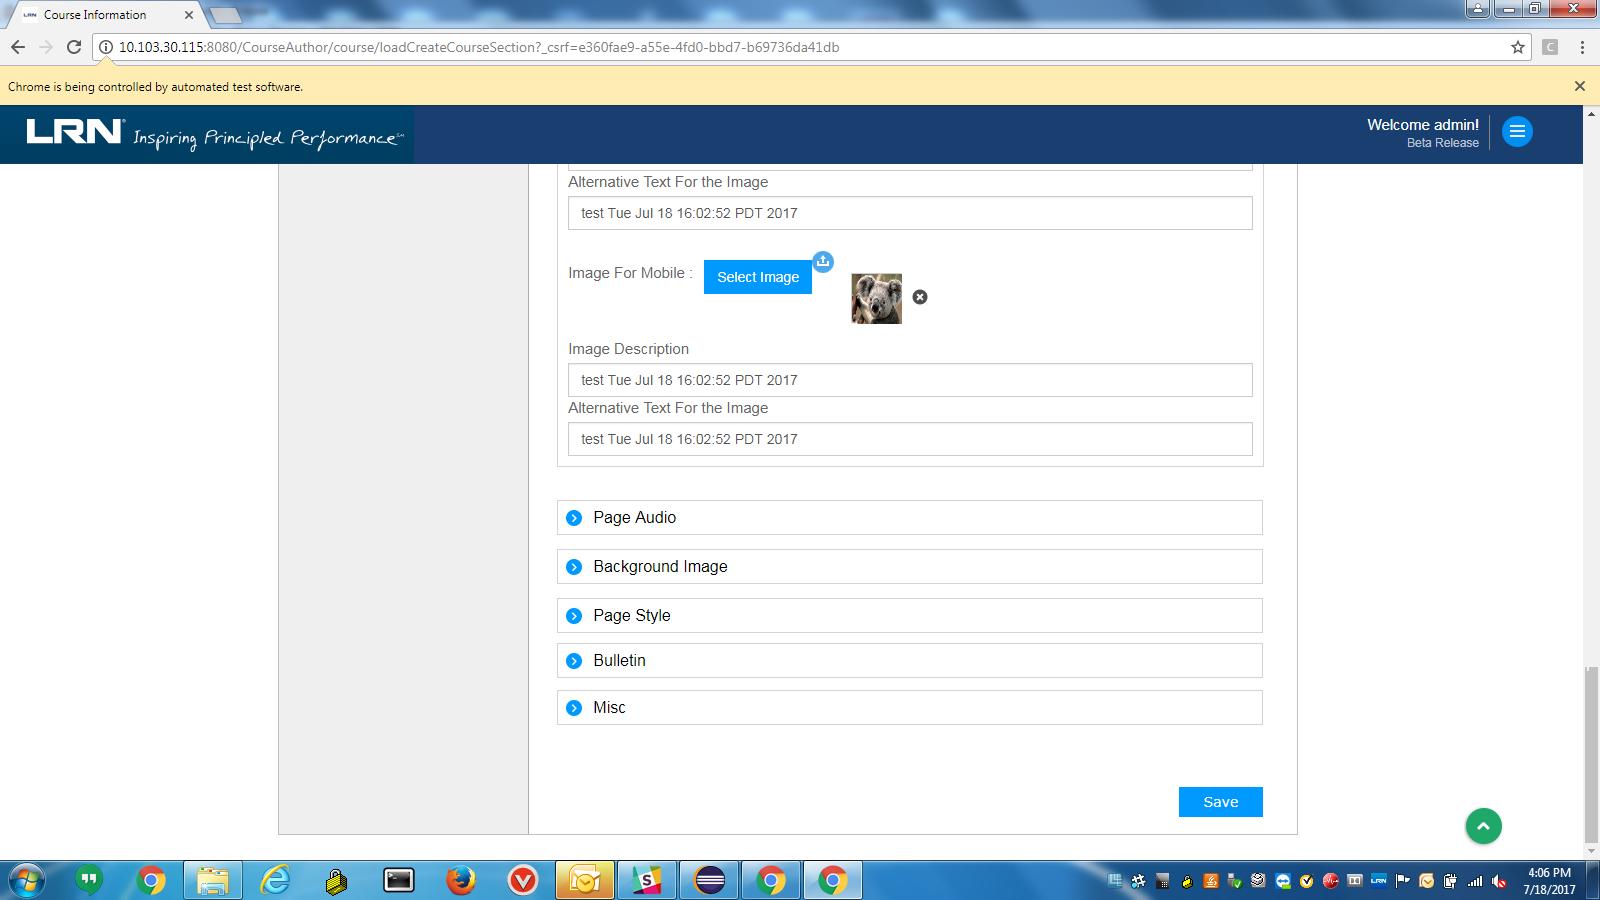 LRN Course Information
10.103.30.115:8080/CourseAuthor/course/loadCreateCourseSection?_csrf=e360fae9-a55e-4fd0-bbd7-b69736da41db
C
Chrome is being controlled by automated test software.
LRN Inspiring Principled Performance
Welcome admin!
Beta Release
Alternative Text For the Image
test Tue Jul 18 16:02:52 PDT 2017
Image For Mobile : Select Image
Image Description
test Tue Jul 18 16:02:52 PDT 2017
Alternative Text For the Image
test Tue Jul 18 16:02:52 PDT 2017
Page Audio
Background Image
Page Style
Bulletin
Misc
Save
S
LRN
4:06 PM
7/18/2017